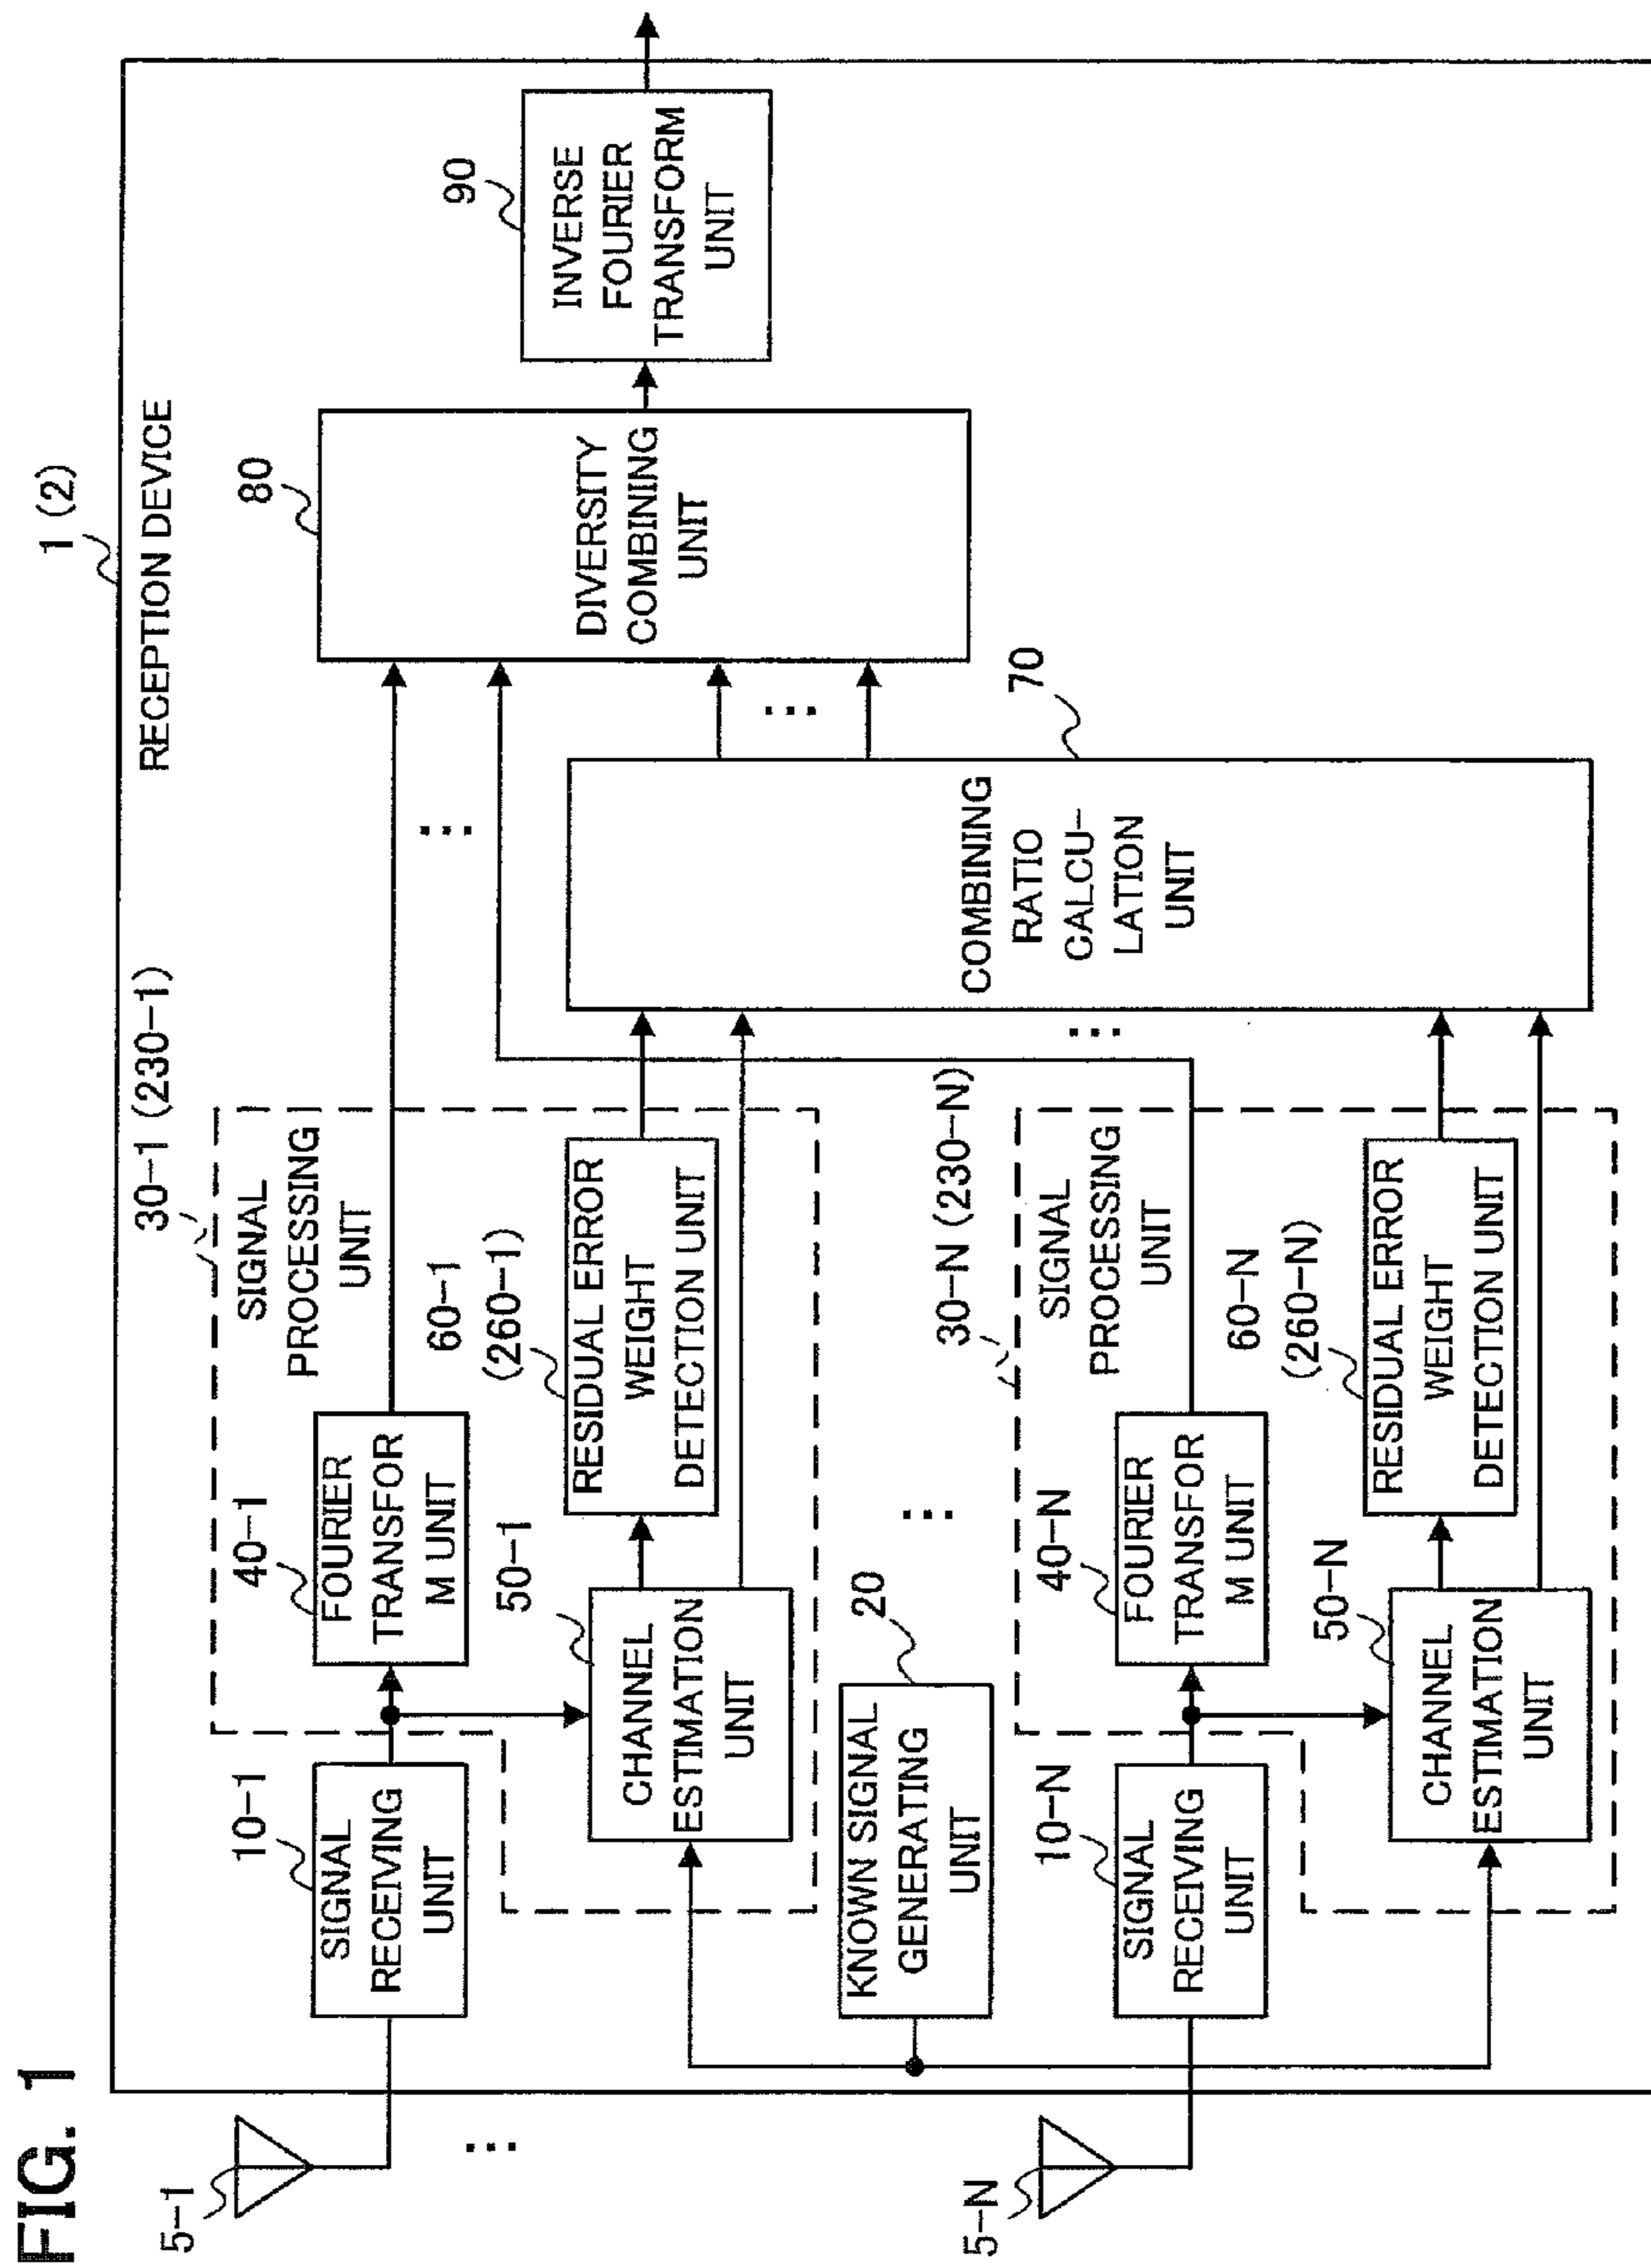 FIG. 1
1 (2)
RECEPTION DEVICE
30-1 (230-1)
SIGNAL
PROCESSING
UNIT
5-1
10-1
SIGNAL
RECEIVING
UNIT
40-1
FOURIER
TRANSFOR
M UNIT
50-1
CHANNEL
ESTIMATION
UNIT
60-1
(260-1)
RESIDUAL ERROR
WEIGHT
DETECTION UNIT
80
DIVERSITY
COMBINING
UNIT
90
INVERSE
FOURIER
TRANSFORM
UNIT
...
...
...
20
KNOWN SIGNAL
GENERATING
UNIT
...
...
70
COMBINING
RATIO
CALCU-
LATION
UNIT
30-N (230-N)
SIGNAL
PROCESSING
UNIT
5-N
10-N
SIGNAL
RECEIVING
UNIT
40-N
FOURIER
TRANSFOR
M UNIT
50-N
CHANNEL
ESTIMATION
UNIT
60-N
(260-N)
RESIDUAL ERROR
WEIGHT
DETECTION UNIT